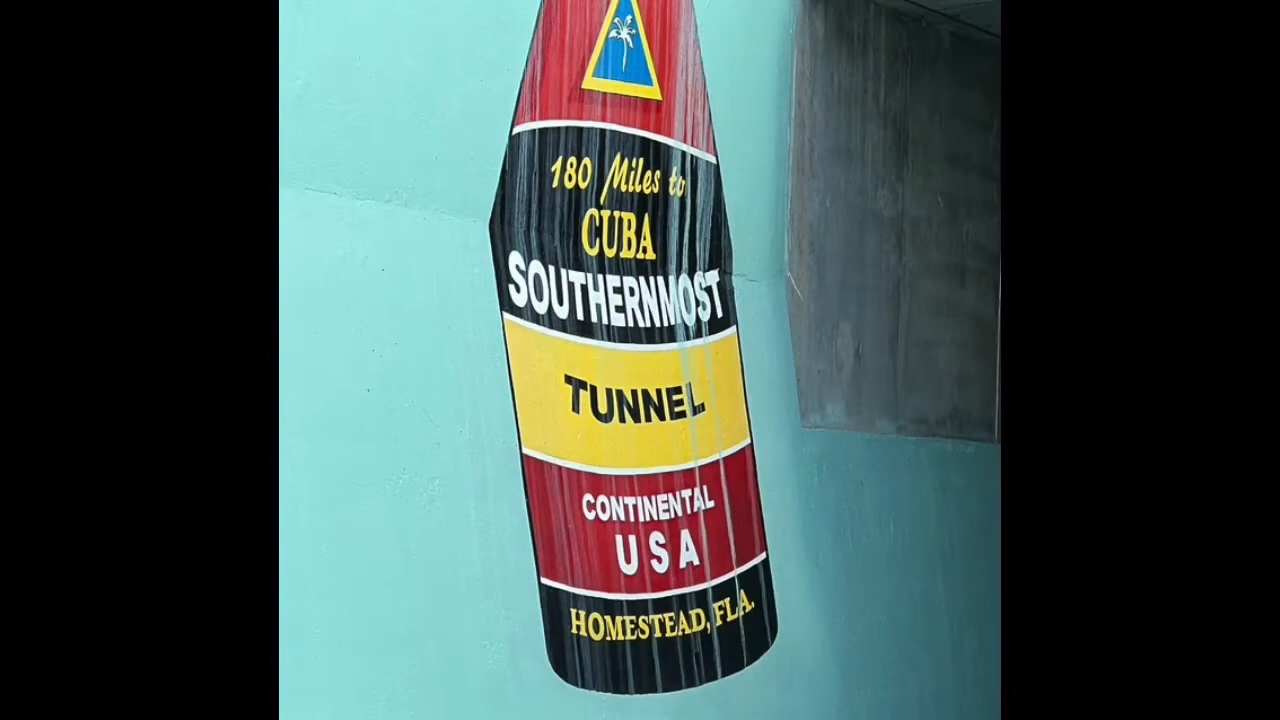 180 Miles to
CUBA
SOUTHERNMOST
TUNNEL
CONTINENTAL
USA
HOMESTEAD, FLA.